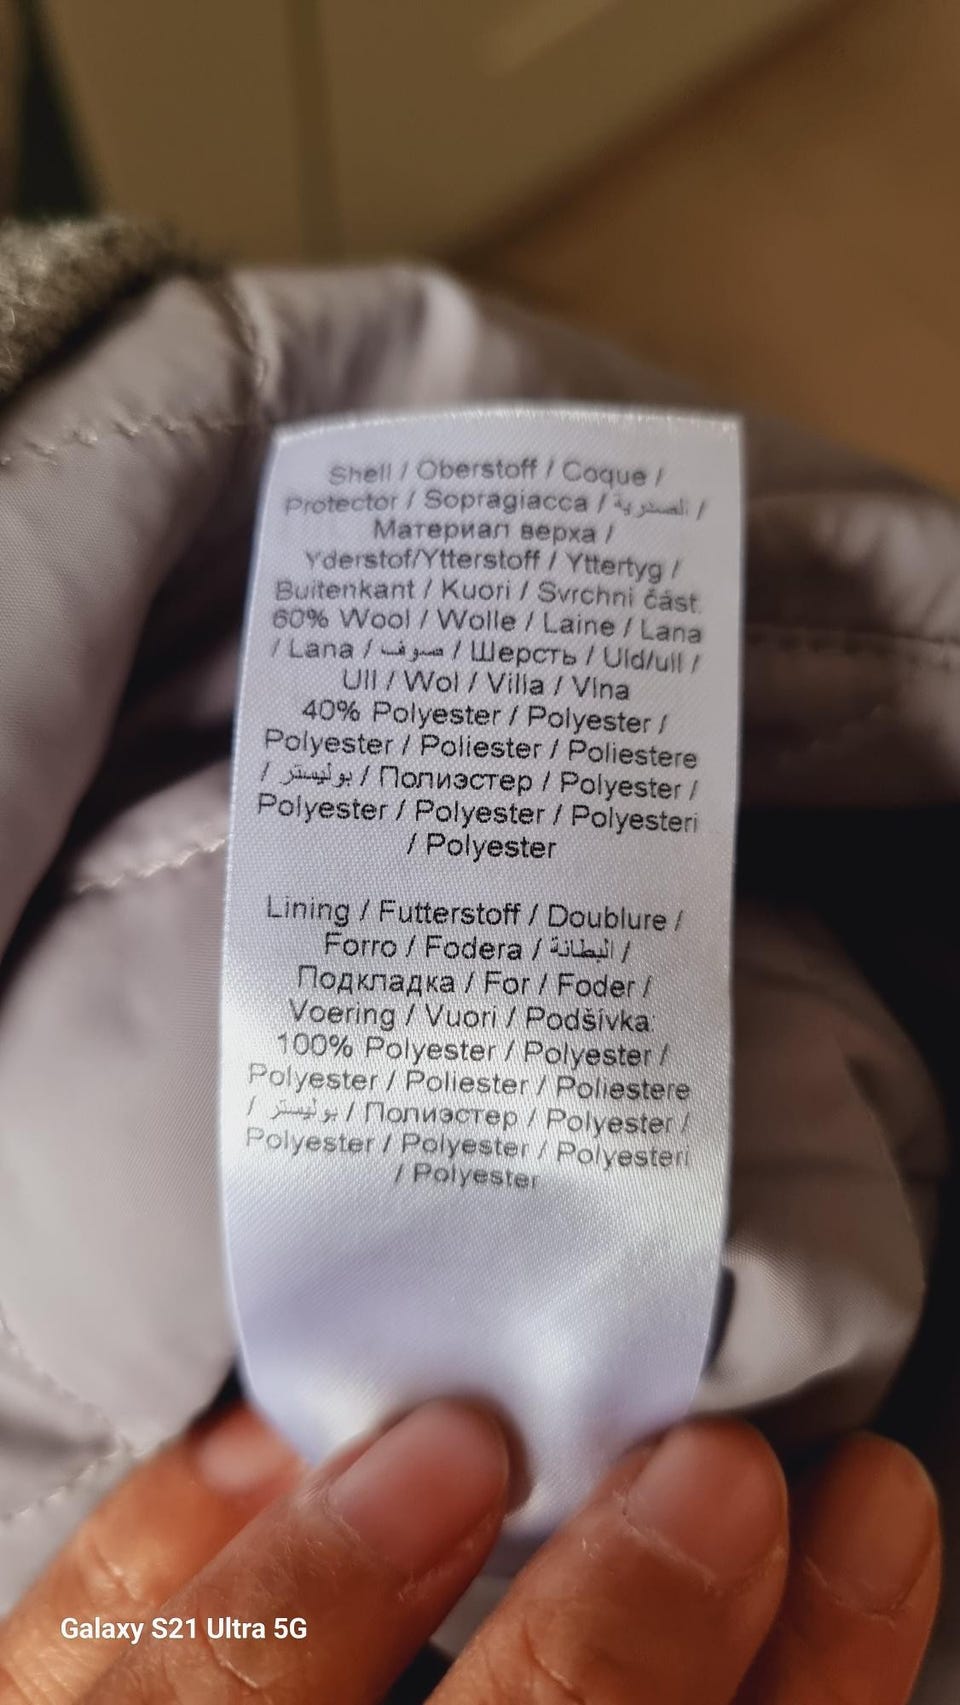 Shell / Oberstoff / Coque /
Protector / Sopragiacca / الصترية /
Материал верха /
Yderstof/Ytterstoff / Yttertyg /
Buitenkant / Kuori / Svrchni část
60% Wool / Wolle / Laine / Lana
/ Lana / صوف / Шерсть / Uld/ull /
Ull / Wol / Villa / Vlna
40% Polyester / Polyester /
Polyester / Poliester / Poliestere
/ بوليستر / Полиэстер / Polyester /
Polyester / Polyester / Polyesteri
/ Polyester
Lining / Futterstoff / Doublure /
Forro / Fodera / البطانة /
Подкладка / For / Foder /
Voering / Vuori / Podšivka:
100% Polyester / Polyester /
Polyester / Poliester / Poliestere
/ بوليستر / Полиэстер / Polyester /
Polyester / Polyester / Polyesteri
/ Polyester
Galaxy S21 Ultra 5G